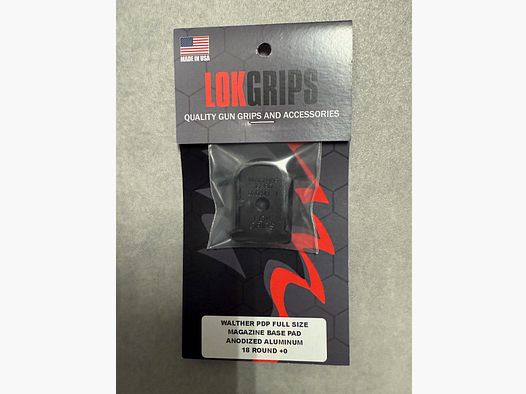 MADE IN USA
LOKGRIPS
QUALITY GUN GRIPS AND ACCESSORIES
WALTHER PDP FULL SIZE
MAGAZINE BASE PAD
ANODIZED ALUMINUM
18 ROUND +0